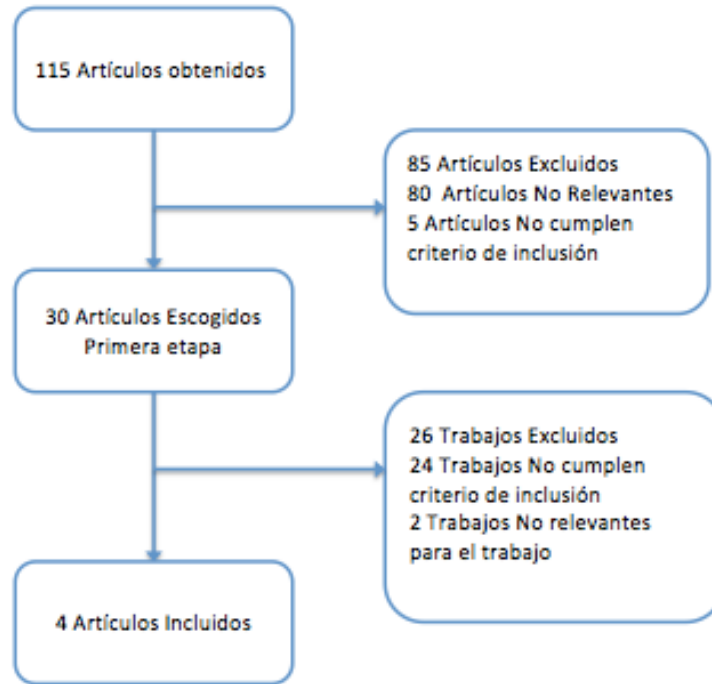 115 Artículos obtenidos
85 Artículos Excluidos
80 Artículos No Relevantes
5 Artículos No cumplen
criterio de inclusión
30 Artículos Escogidos
Primera etapa
26 Trabajos Excluidos
24 Trabajos No cumplen
criterio de inclusión
2 Trabajos No relevantes
para el trabajo
4 Artículos Incluidos